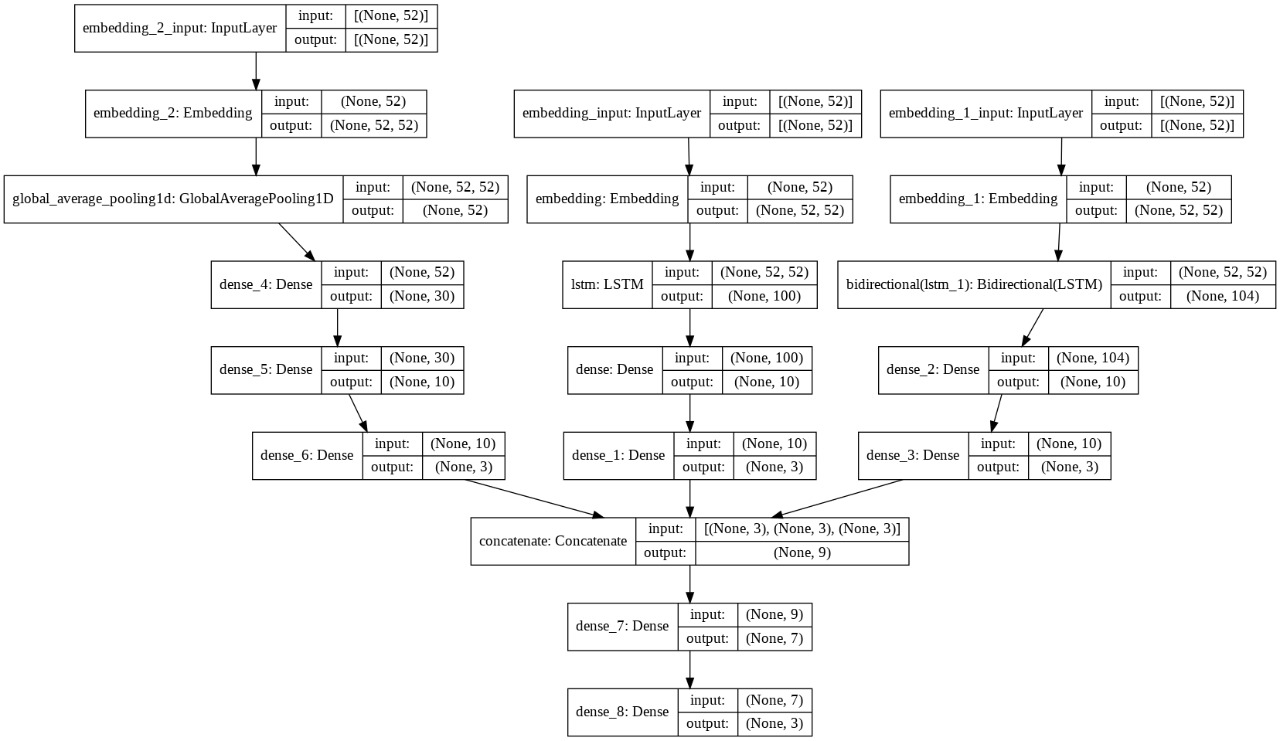 embedding_2_input: InputLayer
input: [(None, 52)]
output: [(None, 52)]
embedding_2: Embedding
input: (None, 52)
output: (None, 52, 52)
embedding_input: InputLayer
input: [(None, 52)]
output: [(None, 52)]
embedding_1_input: InputLayer
input: [(None, 52)]
output: [(None, 52)]
global_average_pooling1d: GlobalAveragePooling1D
input: (None, 52, 52)
output: (None, 52)
embedding: Embedding
input: (None, 52)
output: (None, 52, 52)
embedding_1: Embedding
input: (None, 52)
output: (None, 52, 52)
dense_4: Dense
input: (None, 52)
output: (None, 30)
lstm: LSTM
input: (None, 52, 52)
output: (None, 100)
bidirectional(lstm_1): Bidirectional(LSTM)
input: (None, 52, 52)
output: (None, 104)
dense_5: Dense
input: (None, 30)
output: (None, 10)
dense: Dense
input: (None, 100)
output: (None, 10)
dense_2: Dense
input: (None, 104)
output: (None, 10)
dense_6: Dense
input: (None, 10)
output: (None, 3)
dense_1: Dense
input: (None, 10)
output: (None, 3)
dense_3: Dense
input: (None, 10)
output: (None, 3)
concatenate: Concatenate
input: [(None, 3), (None, 3), (None, 3)]
output: (None, 9)
dense_7: Dense
input: (None, 9)
output: (None, 7)
dense_8: Dense
input: (None, 7)
output: (None, 3)